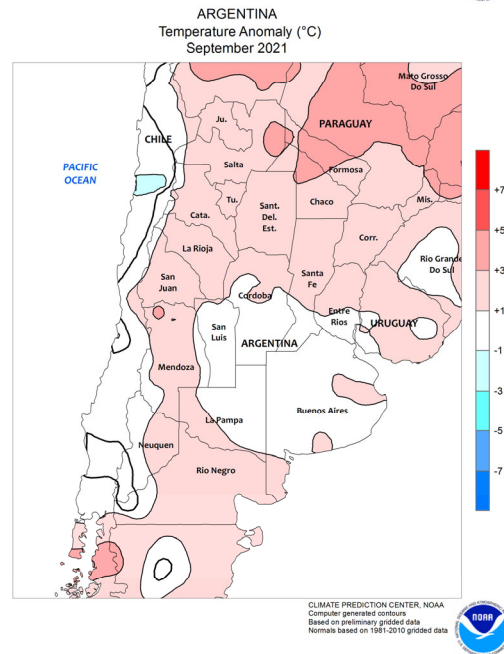 ARGENTINA
Temperature Anomaly (°C)
September 2021
Mato Grosso
Do Sul
Ju.
PARAGUAY
CHILE
Salta
PACIFIC
OCEAN
Formosa
Tu.
Sant.
Del.
Est.
Chaco
Mis.
Cata.
Corr.
La Rioja
Rio Grande
Do Sul
San
Juan
Santa
Fe
Cordoba
Entre
Rios
URUGUAY
San
Luis
ARGENTINA
Mendoza
La Pampa
Buenos Aires
Neuquen
Rio Negro
+7
+5
+3
+1
-1
-3
-5
-7
CLIMATE PREDICTION CENTER, NOAA
Computer generated contours
Based on preliminary gridded data
Normals based on 1981-2010 gridded data
NOAA